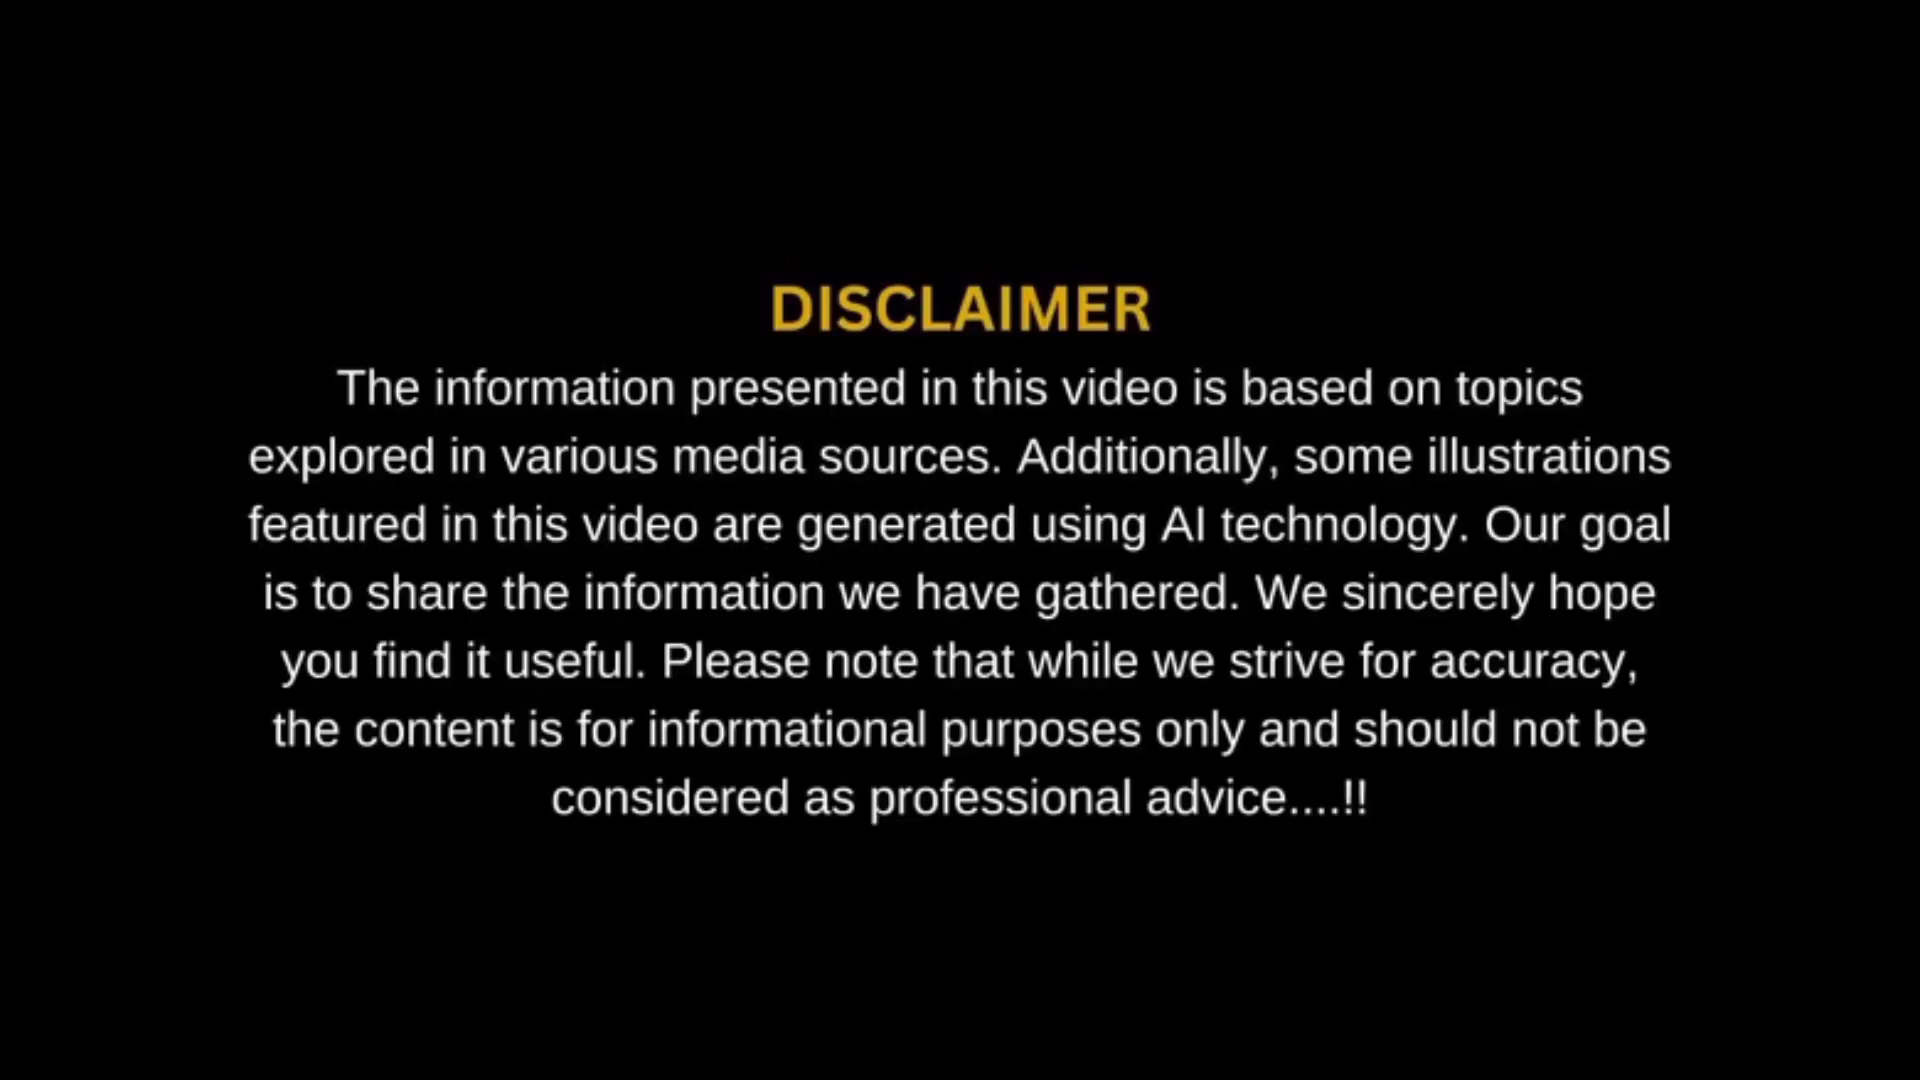 DISCLAIMER
The information presented in this video is based on topics
explored in various media sources. Additionally, some illustrations
featured in this video are generated using AI technology. Our goal
is to share the information we have gathered. We sincerely hope
you find it useful. Please note that while we strive for accuracy,
the content is for informational purposes only and should not be
considered as professional advice....!!